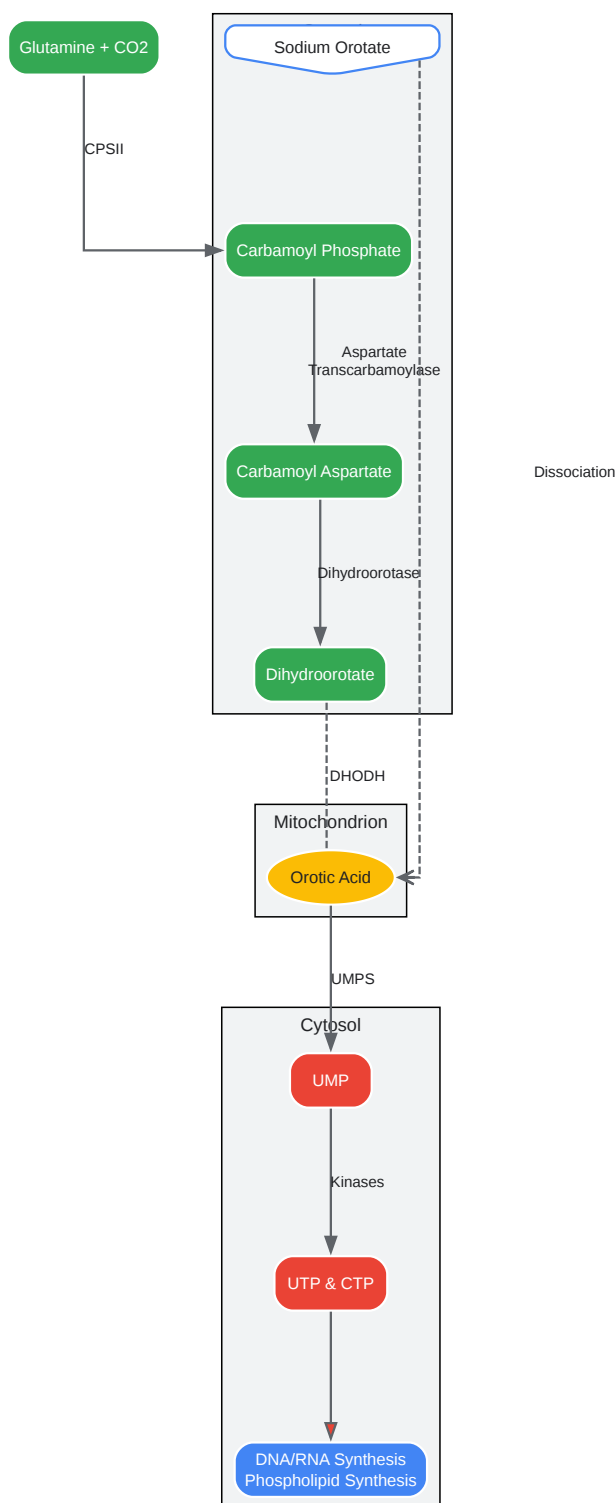 Glutamine + CO2
Sodium Orotate
CPSII
Carbamoyl Phosphate
Aspartate
Transcarbamoylase
Carbamoyl Aspartate
Dissociation
Dihydroorotase
Dihydroorotate
DHODH
Mitochondrion
Orotic Acid
UMPS
Cytosol
UMP
Kinases
UTP & CTP
DNA/RNA Synthesis
Phospholipid Synthesis